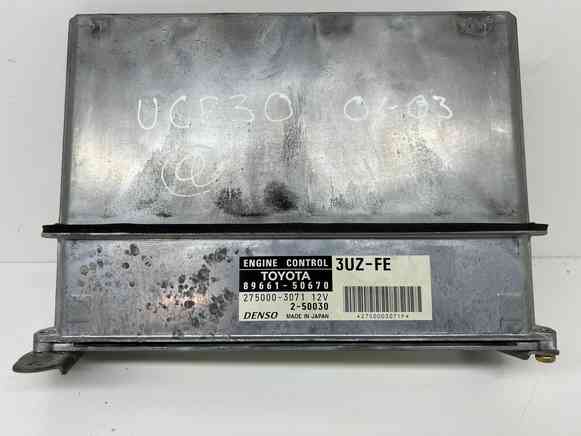 UCF30 01-03
@
ENGINE CONTROL
3UZ-FE
TOYOTA
89661-50670
275000-3071 12V
2-50030
DENSO MADE IN JAPAN